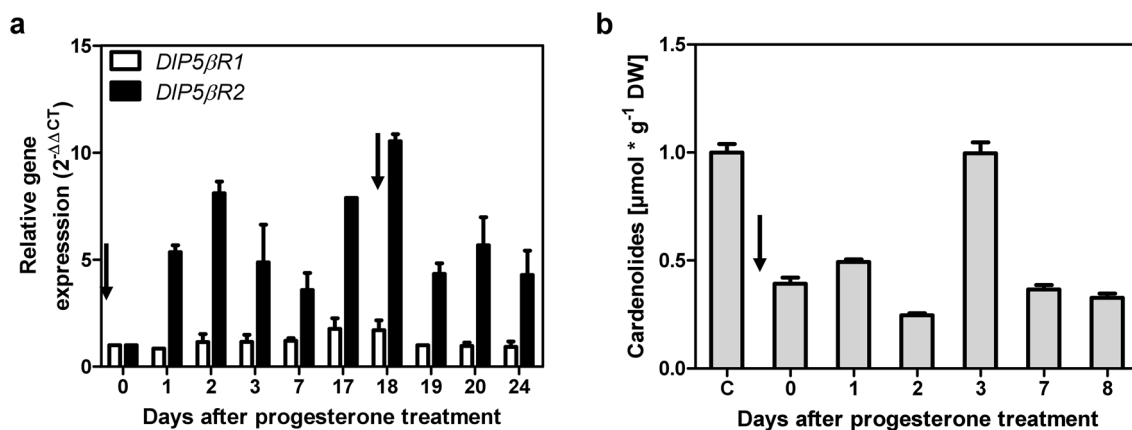 a
Relative gene
expresssion (2-ΔΔCT)
15
10
5
0
DIP5βR1
DIP5βR2
0 1 2 3 7 17 18 19 20 24
Days after progesterone treatment
b
Cardenolides [µmol * g-1 DW]
1.5
1.0
0.5
0.0
C 0 1 2 3 7 8
Days after progesterone treatment